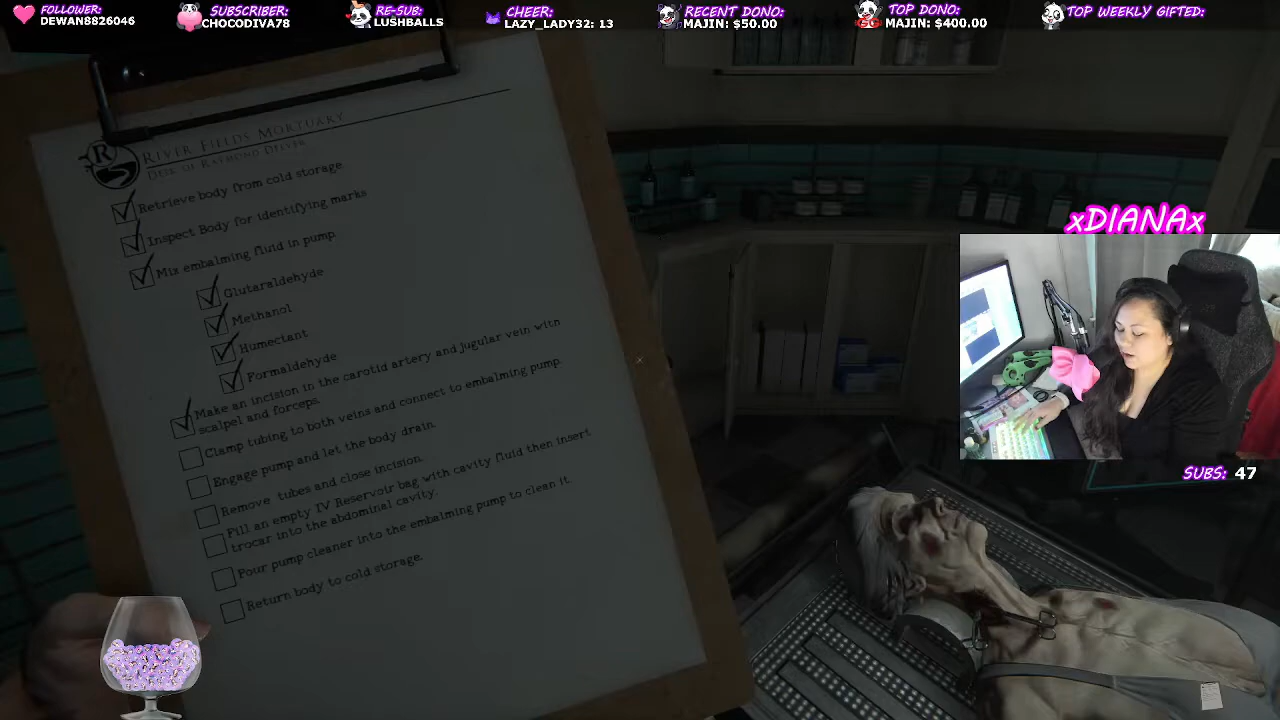 FOLLOWER:
DEWAN8826046
SUBSCRIBER:
CHOCODIVA78
RE-SUB:
LUSHBALLS
CHEER:
LAZY_LADY32: 13
RECENT DONO:
MAJIN: $50.00
TOP DONO:
MAJIN: $400.00
TOP WEEKLY GIFTED:
R
RIVER FIELDS MORTUARY
DESK OF RAYMOND DELVER
Retrieve body from cold storage.
Inspect Body for identifying marks
Mix embalming fluid in pump.
Glutaraldehyde
Methanol
Humectant
Formaldehyde
Make an incision in the carotid artery and jugular vein with
scalpel and forceps.
Clamp tubing to both veins and connect to embalming pump.
Engage pump and let the body drain.
Remove tubes and close incision.
Fill an empty IV Reservoir bag with cavity fluid then insert
trocar into the abdominal cavity.
Pour pump cleaner into the embalming pump to clean it.
Return body to cold storage.
xDIANAx
SUBS: 47